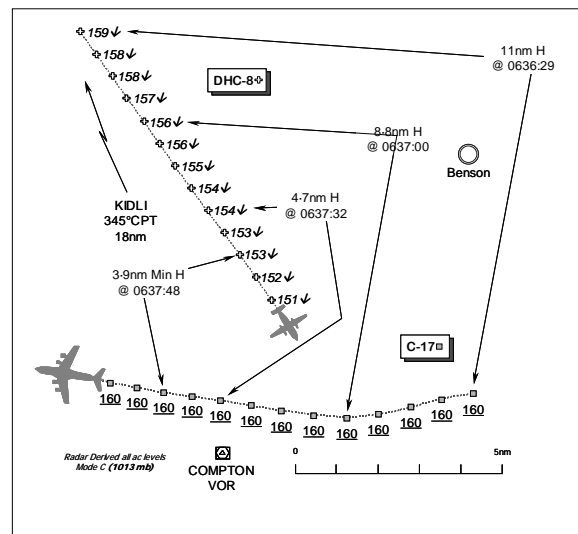 159↓
158↓
158↓
157↓
156↓
156↓
155↓
154↓
154↓
153↓
153↓
152↓
151↓
DHC-8
11nm H
@ 0636:29
8·8nm H
@ 0637:00
Benson
KIDLI
345°CPT
18nm
4·7nm H
@ 0637:32
3·9nm Min H
@ 0637:48
C-17
160
160
160
160
160
160
160
160
160
160
160
160
160
Radar Derived all ac levels
Mode C (1013 mb)
COMPTON
VOR
0
5nm